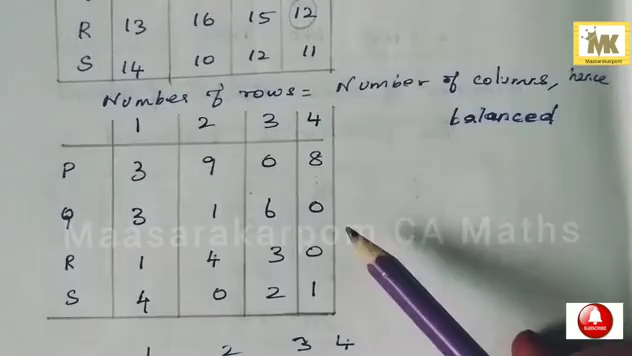 R 13 16 15 12
S 14 10 12 11
Number of rows = Number of columns, hence
balanced
1 2 3 4
P 3 9 0 8
Q 3 1 6 0
R 1 4 3 0
S 4 0 2 1
1 2 3 4
Maasarakarpom CA Maths
MK
Maasarakarpom
SUBSCRIBE